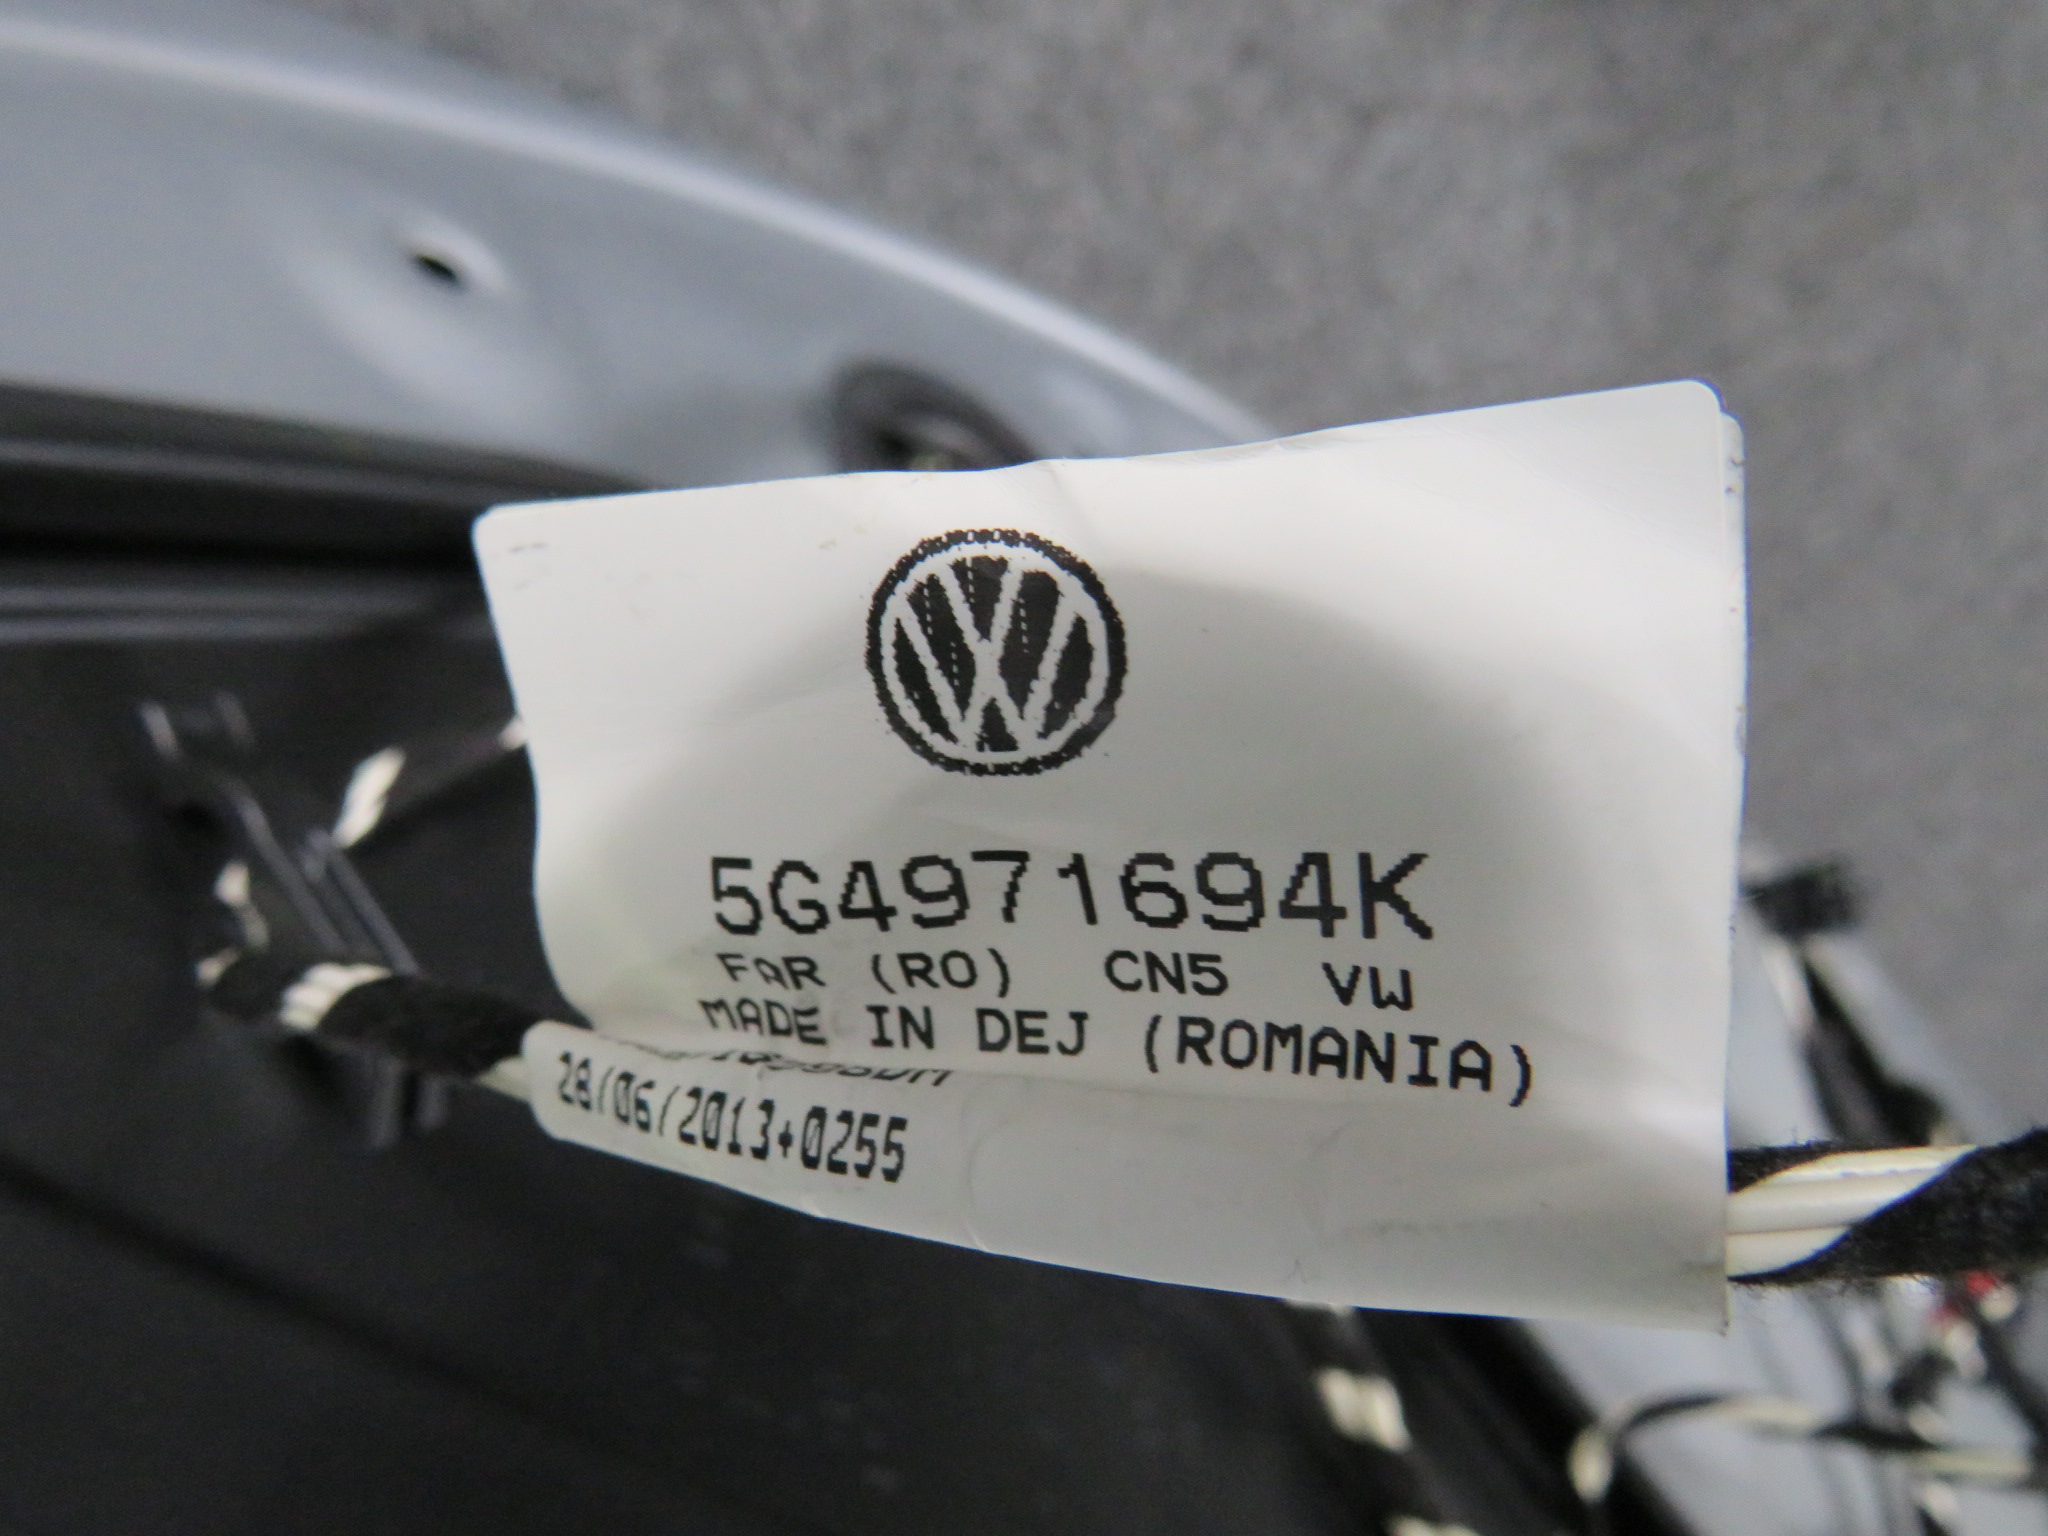 5G4971694K
FAR (RO) CN5 VW
MADE IN DEJ (ROMANIA)
28/06/2013+0255